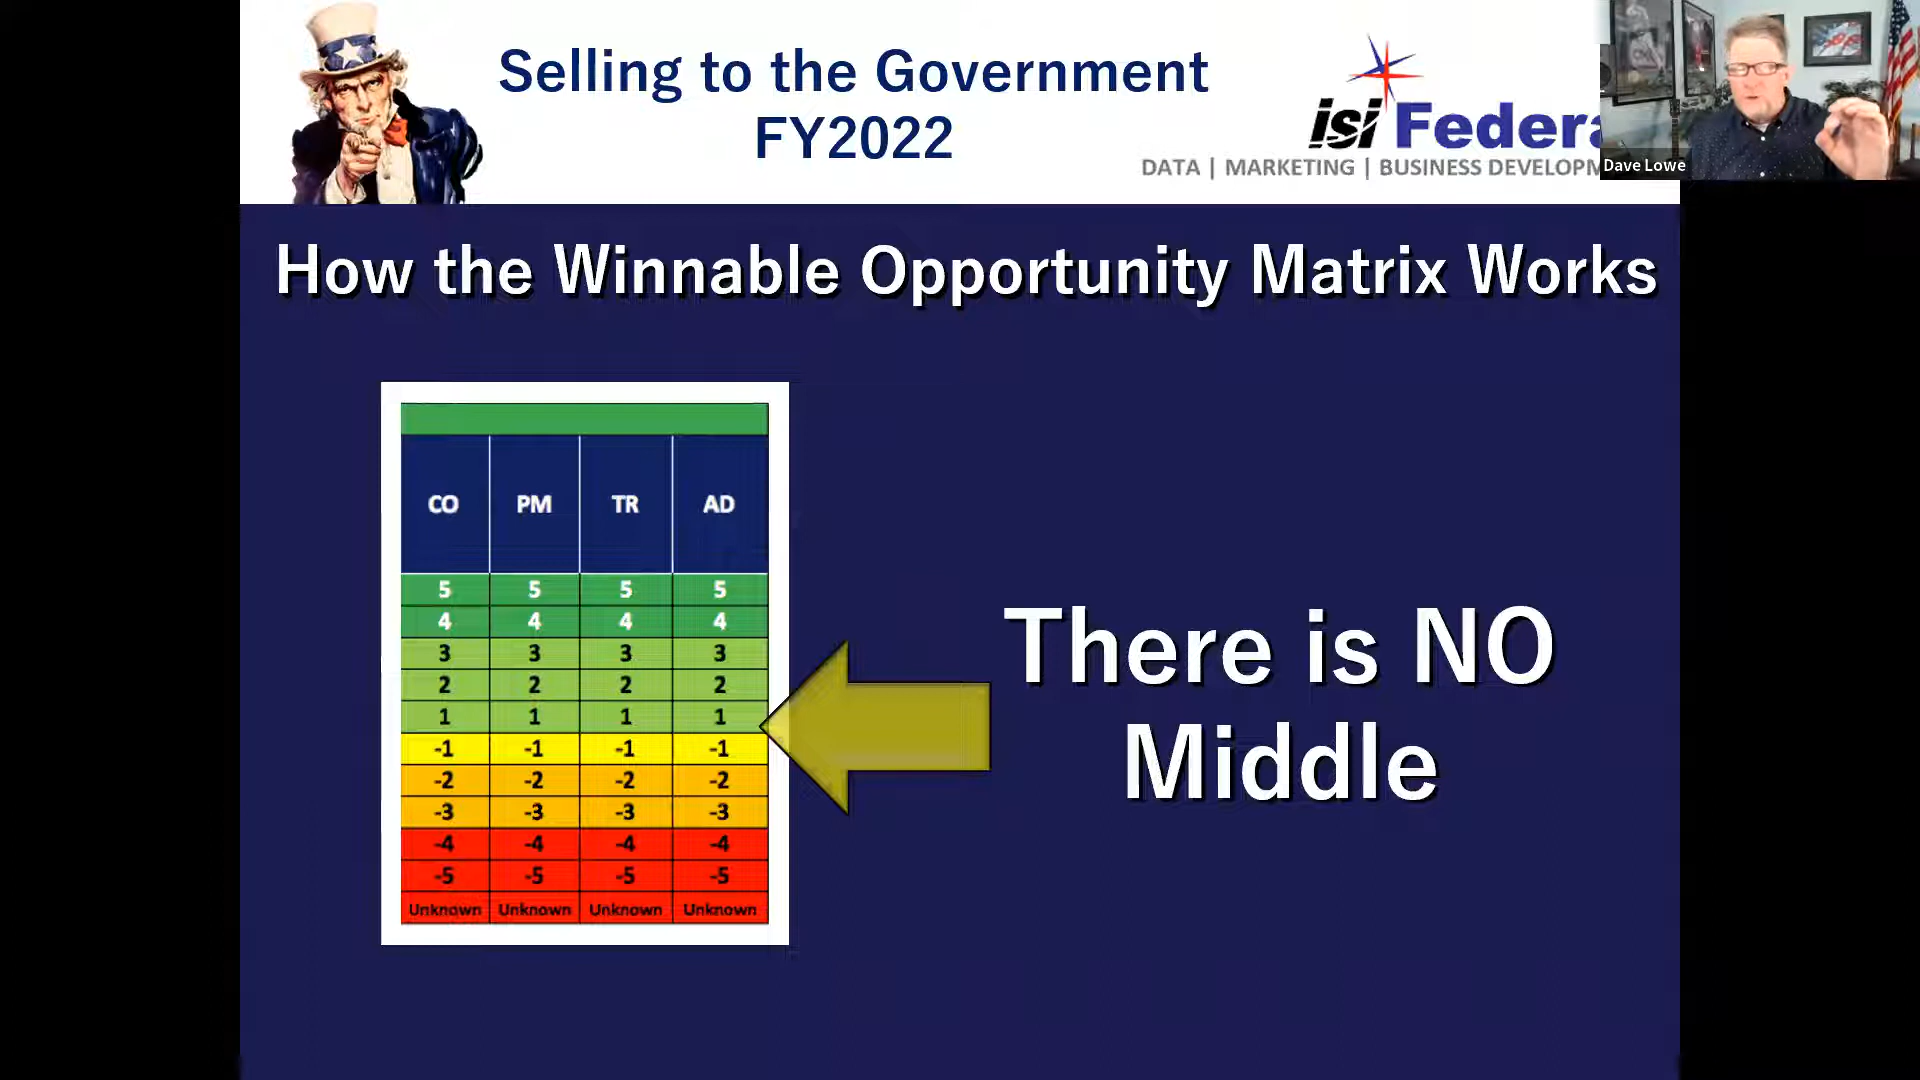 Selling to the Government
FY2022
isi Federa
DATA | MARKETING | BUSINESS DEVELOPM
Dave Lowe
How the Winnable Opportunity Matrix Works
CO PM TR AD
5 5 5 5
4 4 4 4
3 3 3 3
2 2 2 2
1 1 1 1
-1 -1 -1 -1
-2 -2 -2 -2
-3 -3 -3 -3
-4 -4 -4 -4
-5 -5 -5 -5
Unknown Unknown Unknown Unknown
There is NO
Middle